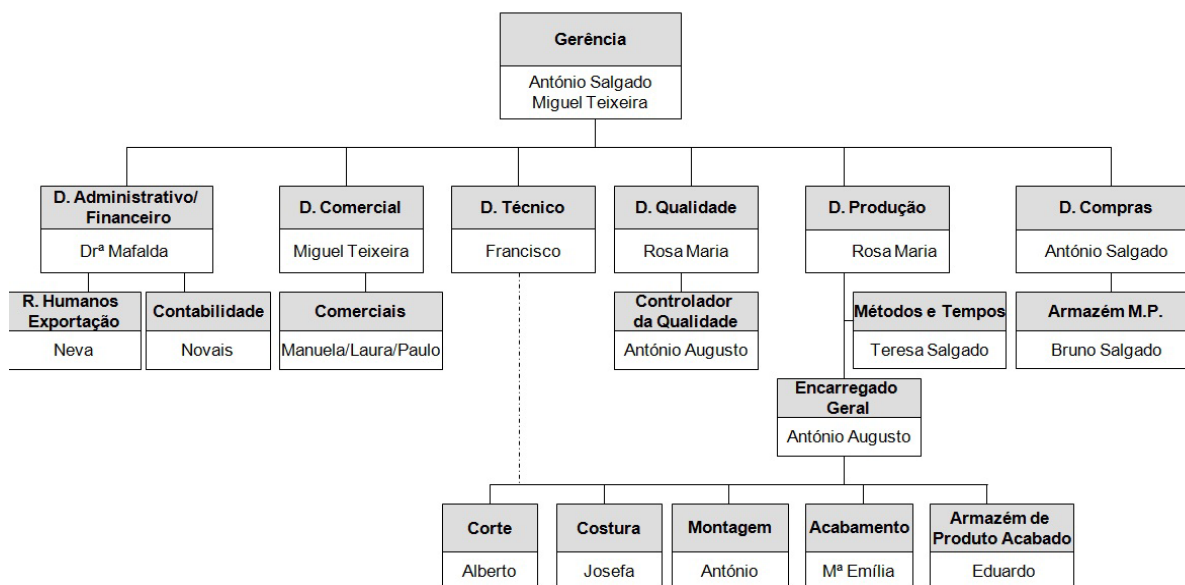 Gerência
António Salgado
Miguel Teixeira
D. Administrativo/
Financeiro
Drª Mafalda
D. Comercial
Miguel Teixeira
D. Técnico
Francisco
D. Qualidade
Rosa Maria
D. Produção
Rosa Maria
D. Compras
António Salgado
R. Humanos
Exportação
Neva
Contabilidade
Novais
Comerciais
Manuela/Laura/Paulo
Controlador
da Qualidade
António Augusto
Métodos e Tempos
Teresa Salgado
Armazém M.P.
Bruno Salgado
Encarregado
Geral
António Augusto
Corte
Alberto
Costura
Josefa
Montagem
António
Acabamento
Mª Emília
Armazém de
Produto Acabado
Eduardo